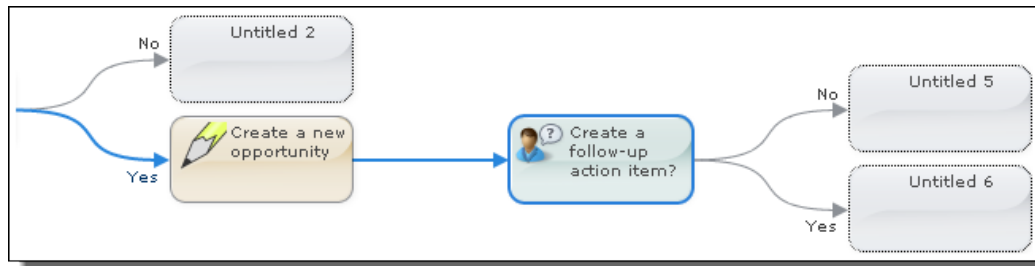 No
Untitled 2
Yes
Create a new
opportunity
?
Create a
follow-up
action item?
No
Untitled 5
Yes
Untitled 6